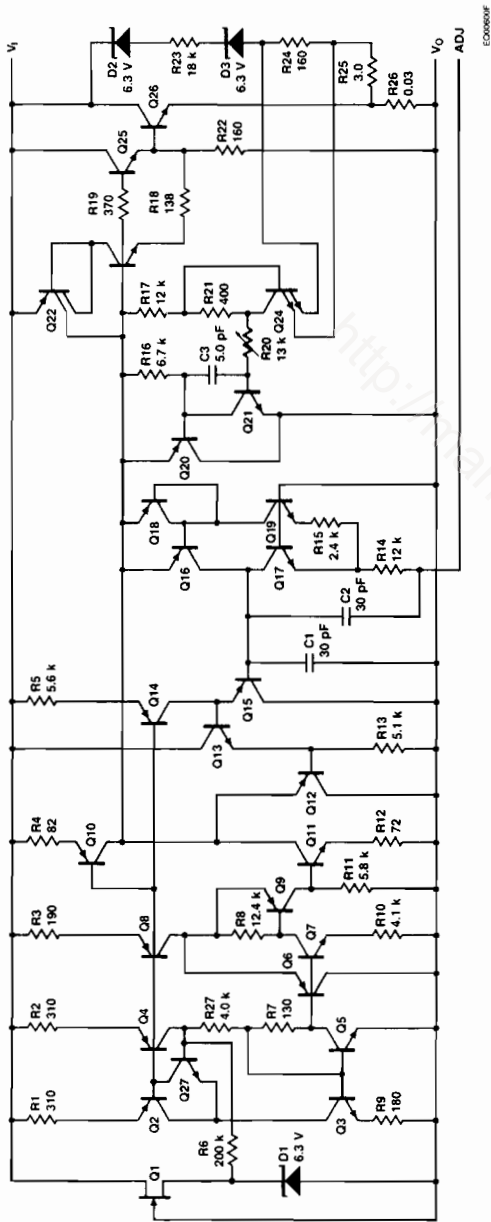 VI
R1
310
R2
310
R3
190
R4
82
R5
5.6 k
Q1
Q2
Q4
Q27
Q8
Q10
Q14
Q13
Q22
R19
370
Q25
Q26
D2
6.3 V
R23
18 k
D3
6.3 V
R6
200 k
D1
6.3 V
R27
4.0 k
R7
130
Q3
Q5
R9
180
R8
12.4 k
Q9
Q6
Q7
R10
4.1 k
R11
5.8 k
Q11
Q12
R12
72
R13
5.1 k
Q15
C1
30 pF
C2
30 pF
Q16
Q18
Q17
Q19
R15
2.4 k
R14
12 k
Q20
R16
6.7 k
C3
5.0 pF
Q21
R17
12 k
R21
400
Q24
R20
13 k
R18
138
R22
160
R24
160
R25
3.0
R26
0.03
VO
ADJ
http://man
EQ00600F